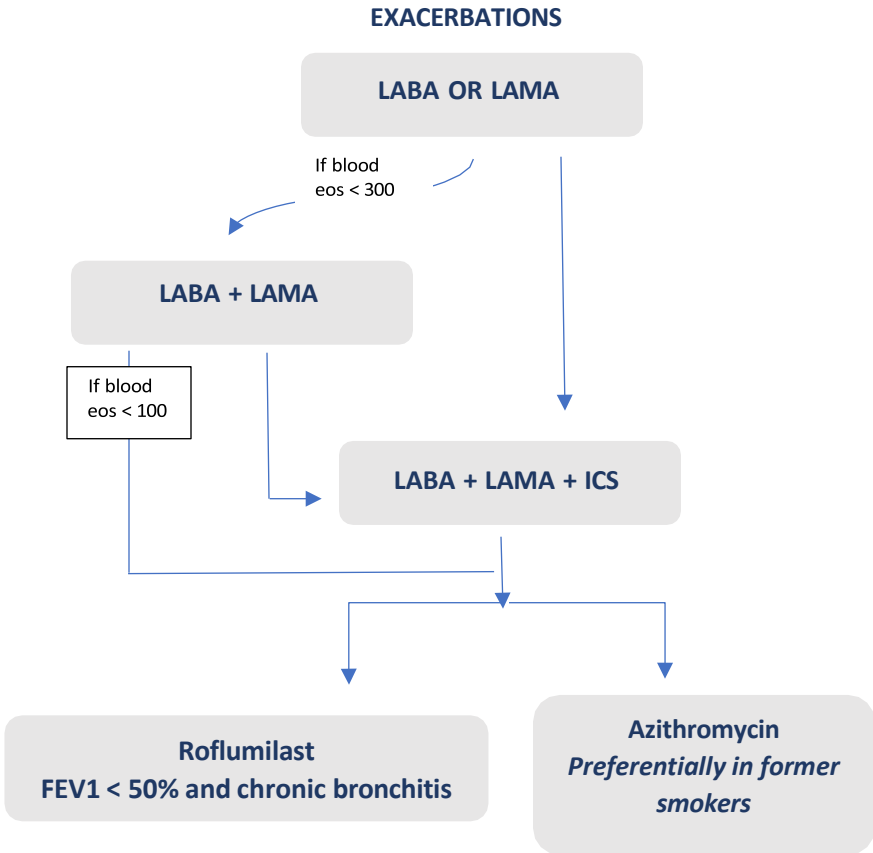 EXACERBATIONS
LABA OR LAMA
If blood
eos < 300
LABA + LAMA
If blood
eos < 100
LABA + LAMA + ICS
Roflumilast
FEV1 < 50% and chronic bronchitis
Azithromycin
Preferentially in former
smokers